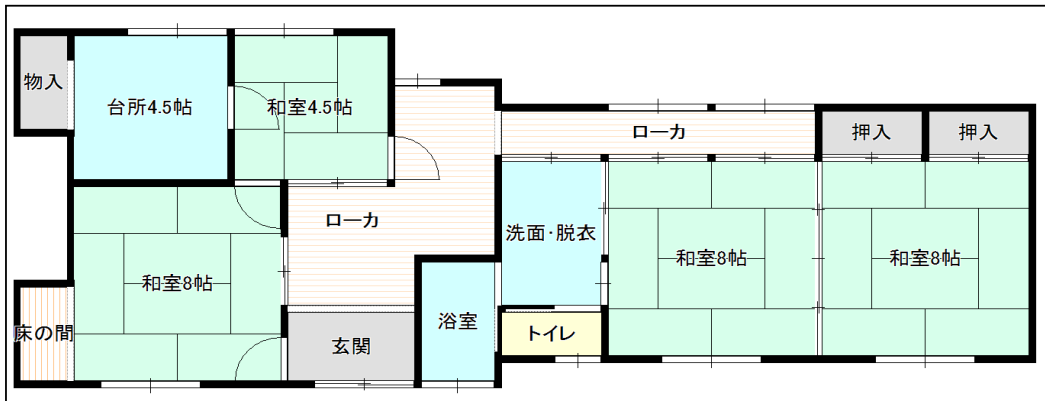 物入
台所4.5帖
和室4.5帖
ローカ
押入
押入
ローカ
洗面・脱衣
和室8帖
和室8帖
和室8帖
床の間
玄関
浴室
トイレ